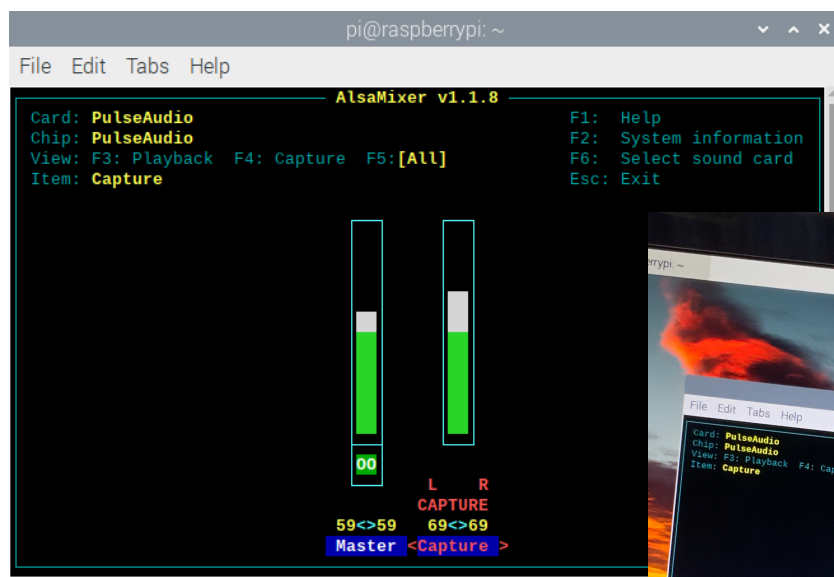 pi@raspberrypi: ~
File Edit Tabs Help
AlsaMixer v1.1.8
Card: PulseAudio
Chip: PulseAudio
View: F3: Playback F4: Capture F5:[All]
Item: Capture
F1: Help
F2: System information
F6: Select sound card
Esc: Exit
OO
L R
CAPTURE
59<>59 69<>69
Master <Capture >
errypi: ~
File Edit Tabs Help
Card: PulseAudio
Chip: PulseAudio
View: F3: Playback F4: Cap
Item: Capture